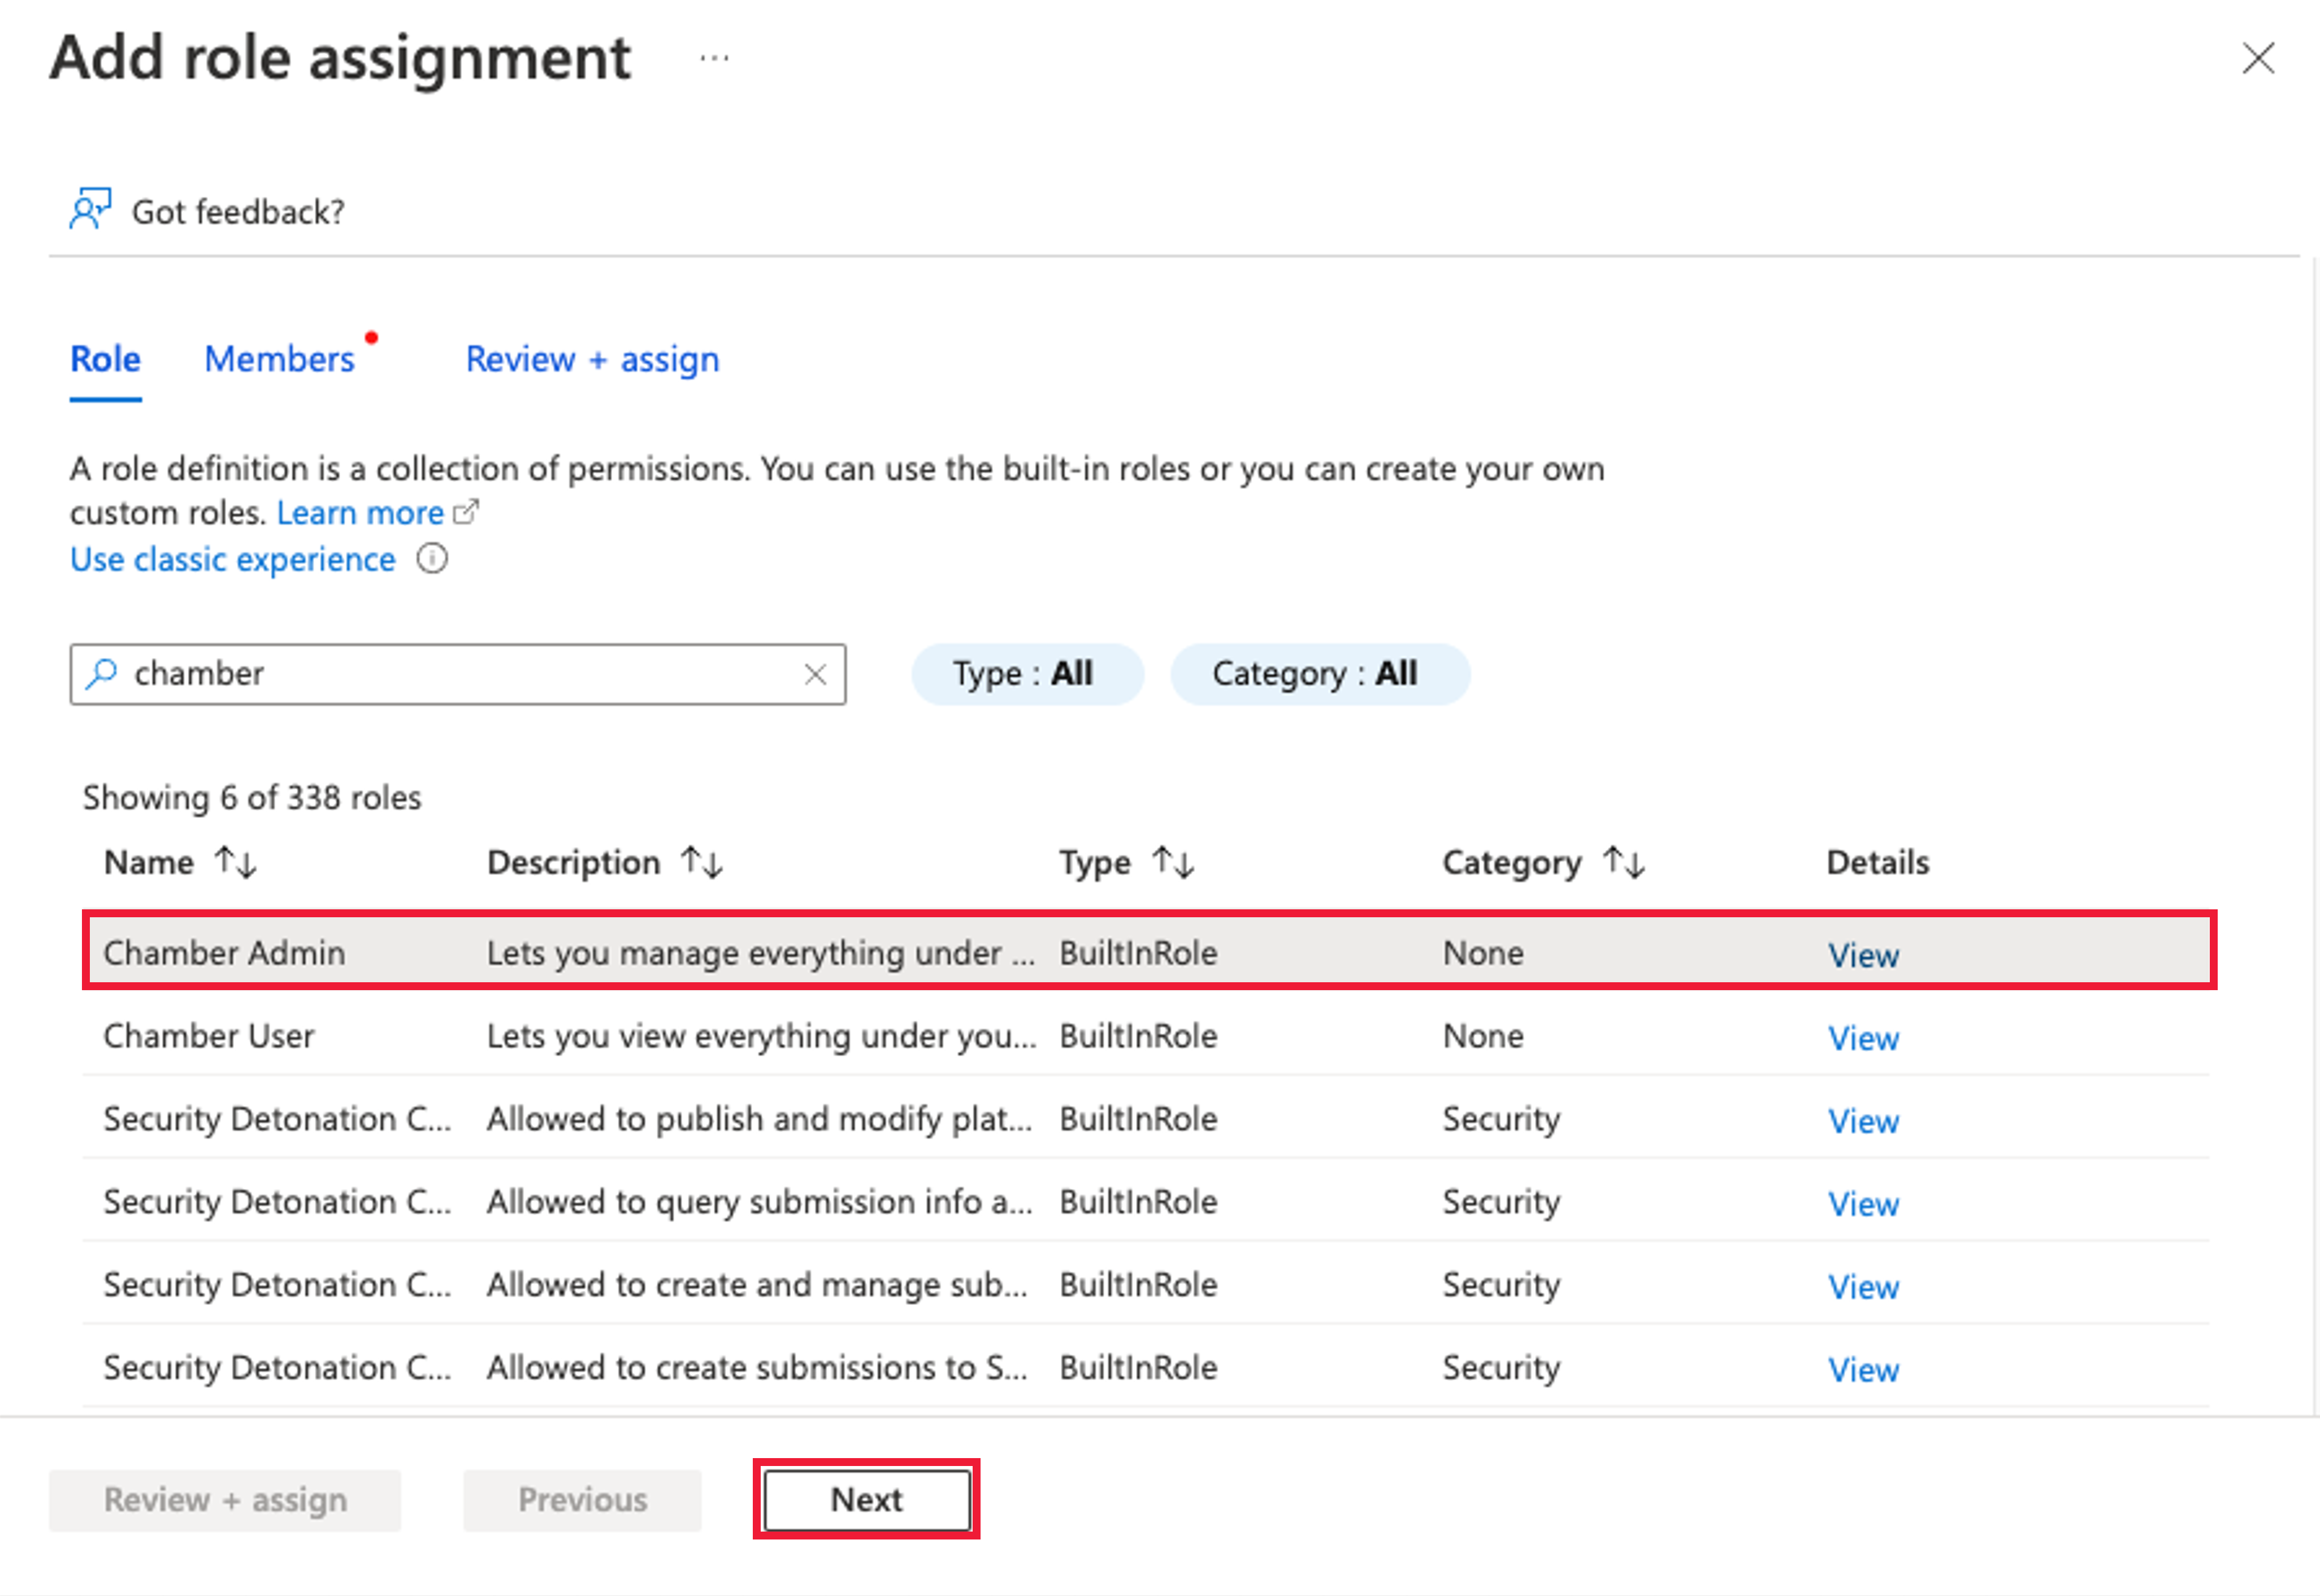 Add role assignment ...
Got feedback?
Role Members Review + assign
A role definition is a collection of permissions. You can use the built-in roles or you can create your own
custom roles. Learn more
Use classic experience
chamber Type : All Category : All
Showing 6 of 338 roles
Name ↑↓ Description ↑↓ Type ↑↓ Category ↑↓ Details
Chamber Admin Lets you manage everything under ... BuiltInRole None View
Chamber User Lets you view everything under you... BuiltInRole None View
Security Detonation C... Allowed to publish and modify plat... BuiltInRole Security View
Security Detonation C... Allowed to query submission info a... BuiltInRole Security View
Security Detonation C... Allowed to create and manage sub... BuiltInRole Security View
Security Detonation C... Allowed to create submissions to S... BuiltInRole Security View
Review + assign Previous Next